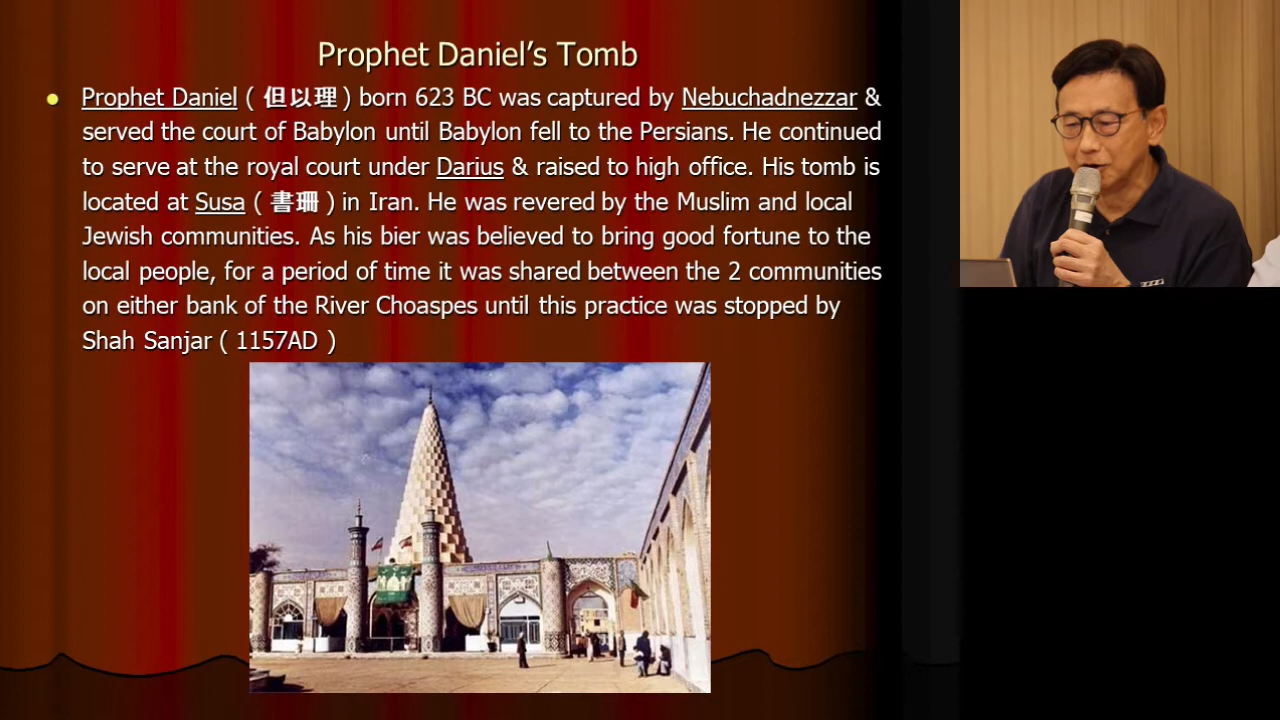 Prophet Daniel's Tomb
Prophet Daniel ( 但以理 ) born 623 BC was captured by Nebuchadnezzar &
served the court of Babylon until Babylon fell to the Persians. He continued
to serve at the royal court under Darius & raised to high office. His tomb is
located at Susa ( 書珊 ) in Iran. He was revered by the Muslim and local
Jewish communities. As his bier was believed to bring good fortune to the
local people, for a period of time it was shared between the 2 communities
on either bank of the River Choaspes until this practice was stopped by
Shah Sanjar ( 1157AD )